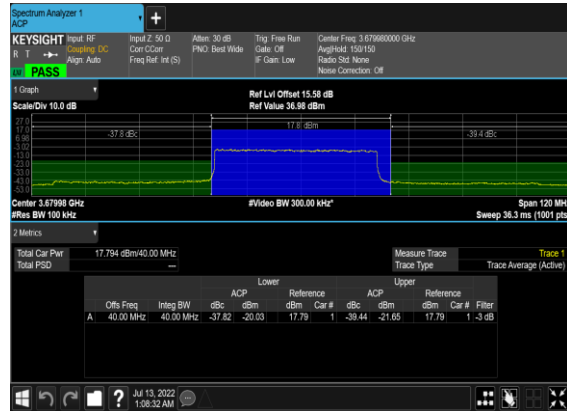 Spectrum Analyzer 1
ACP
+
KEYSIGHT Input: RF Input Z: 50 Ω Atten: 30 dB Trig: Free Run Center Freq: 3.679980000 GHz
R T Coupling: DC Corr CCorr PNO: Best Wide Gate: Off Avg|Hold: 150/150
Align: Auto Freq Ref: Int (S) IF Gain: Low Radio Std: None
Noise Correction: Off
PASS
1 Graph Ref Lvl Offset 15.58 dB
Scale/Div 10.0 dB Ref Value 36.98 dBm
27.0
17.0
6.98
-3.02
-13.0
-23.0
-33.0
-43.0
-53.0
-37.8 dBc 17.8 dBm -39.4 dBc
Center 3.67998 GHz #Video BW 300.00 kHz* Span 120 MH
#Res BW 100 kHz Sweep 36.3 ms (1001 pts
2 Metrics
Total Car Pwr 17.794 dBm/40.00 MHz Measure Trace Trace 1
Total PSD --- Trace Type Trace Average (Active)
Lower Upper
ACP Reference ACP Reference
Offs Freq Integ BW dBc dBm dBm Car # dBc dBm dBm Car # Filter
A 40.00 MHz 40.00 MHz -37.82 -20.03 17.79 1 -39.44 -21.65 17.79 1 -3 dB
? Jul 13, 2022
1:08:32 AM